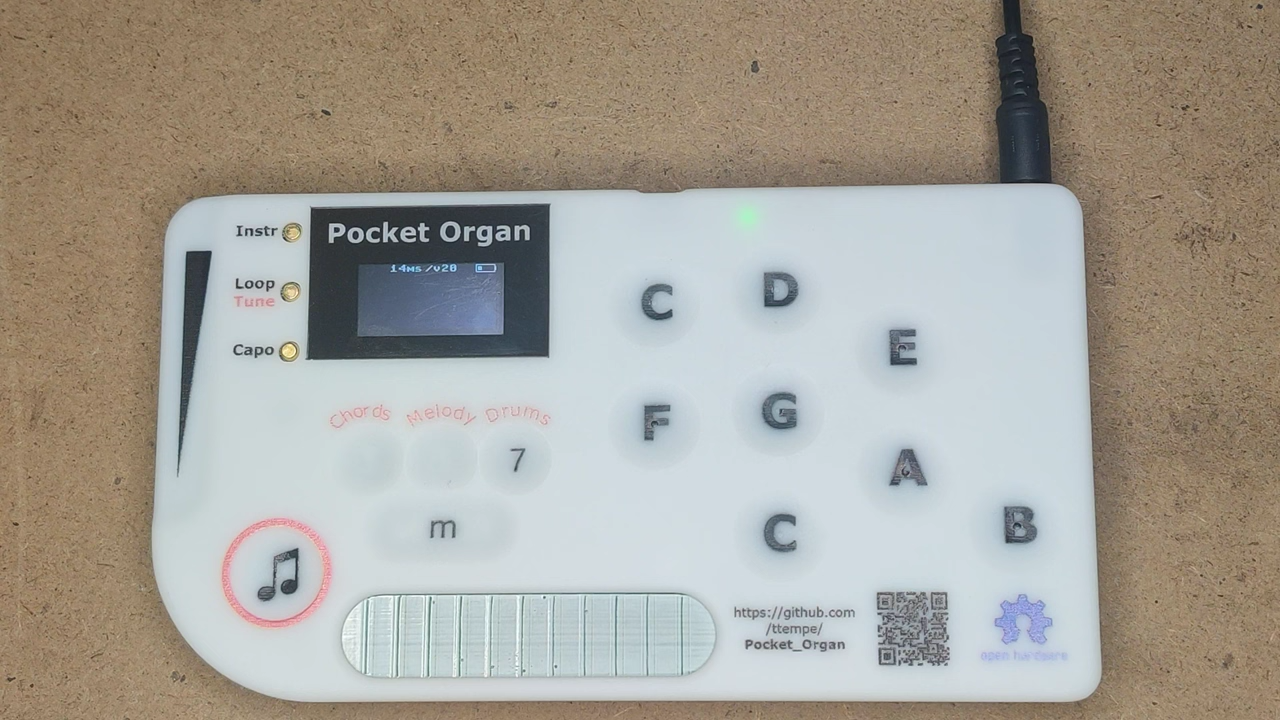 Instr
Loop
Tune
Capo
Pocket Organ
14ms /v20
Chords Melody Drums
7
m
C
D
E
F
G
A
C
B
https://github.com
/ttempe/
Pocket_Organ
open hardware